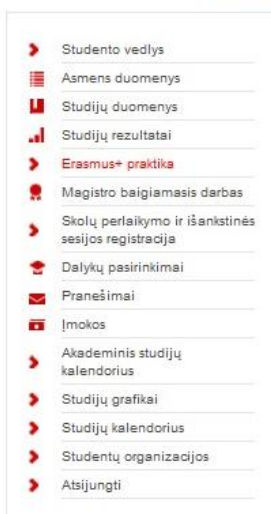 Studento vedlys
Asmens duomenys
Studijų duomenys
Studijų rezultatai
Erasmus+ praktika
Magistro baigiamasis darbas
Skolų perlaikymo ir išankstinės
sesijos registracija
Dalykų pasirinkimai
Pranešimai
Įmokos
Akademinis studijų
kalendorius
Studijų grafikai
Studijų kalendorius
Studentų organizacijos
Atsijungti